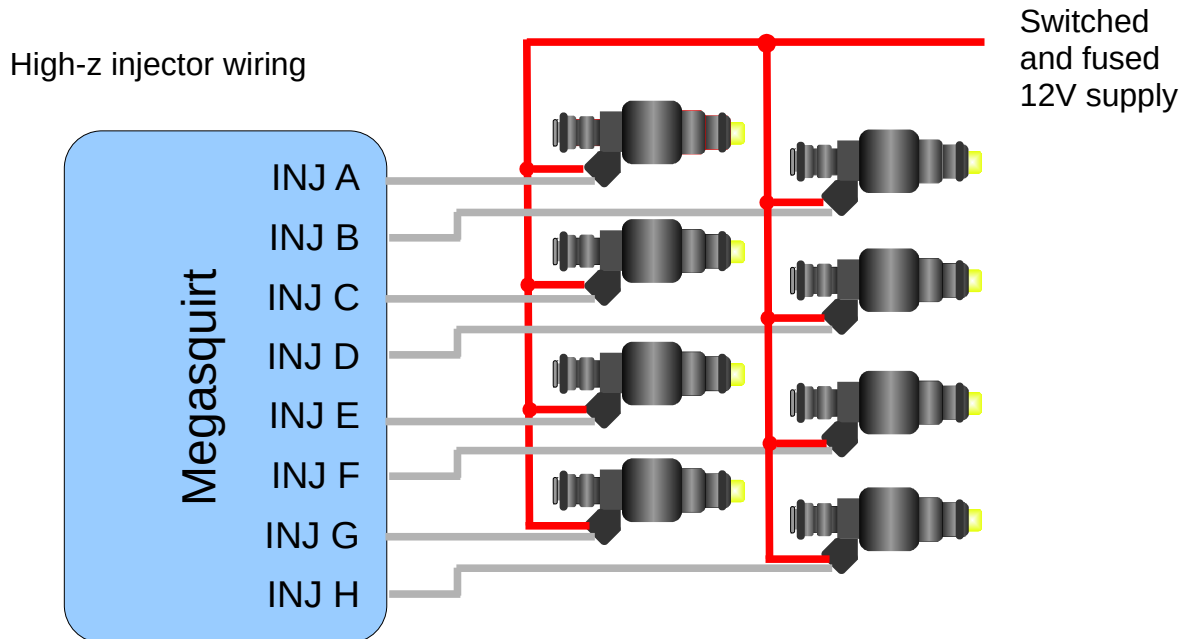 Switched
and fused
12V supply
High-z injector wiring
Megasquirt
INJ A
INJ B
INJ C
INJ D
INJ E
INJ F
INJ G
INJ H